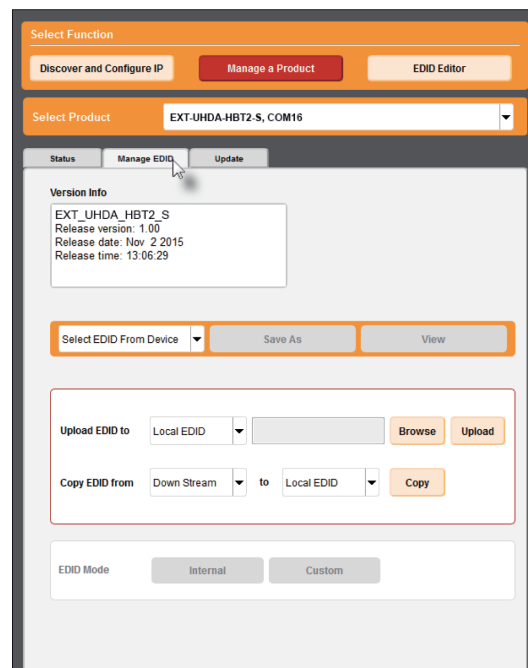 Select Function
Discover and Configure IP
Manage a Product
EDID Editor
Select Product
EXT-UHDA-HBT2-S, COM16
Status
Manage EDID
Update
Version Info
EXT_UHDA_HBT2_S
Release version: 1.00
Release date: Nov 2 2015
Release time: 13:06:29
Select EDID From Device
Save As
View
Upload EDID to
Local EDID
Browse
Upload
Copy EDID from
Down Stream
to
Local EDID
Copy
EDID Mode
Internal
Custom